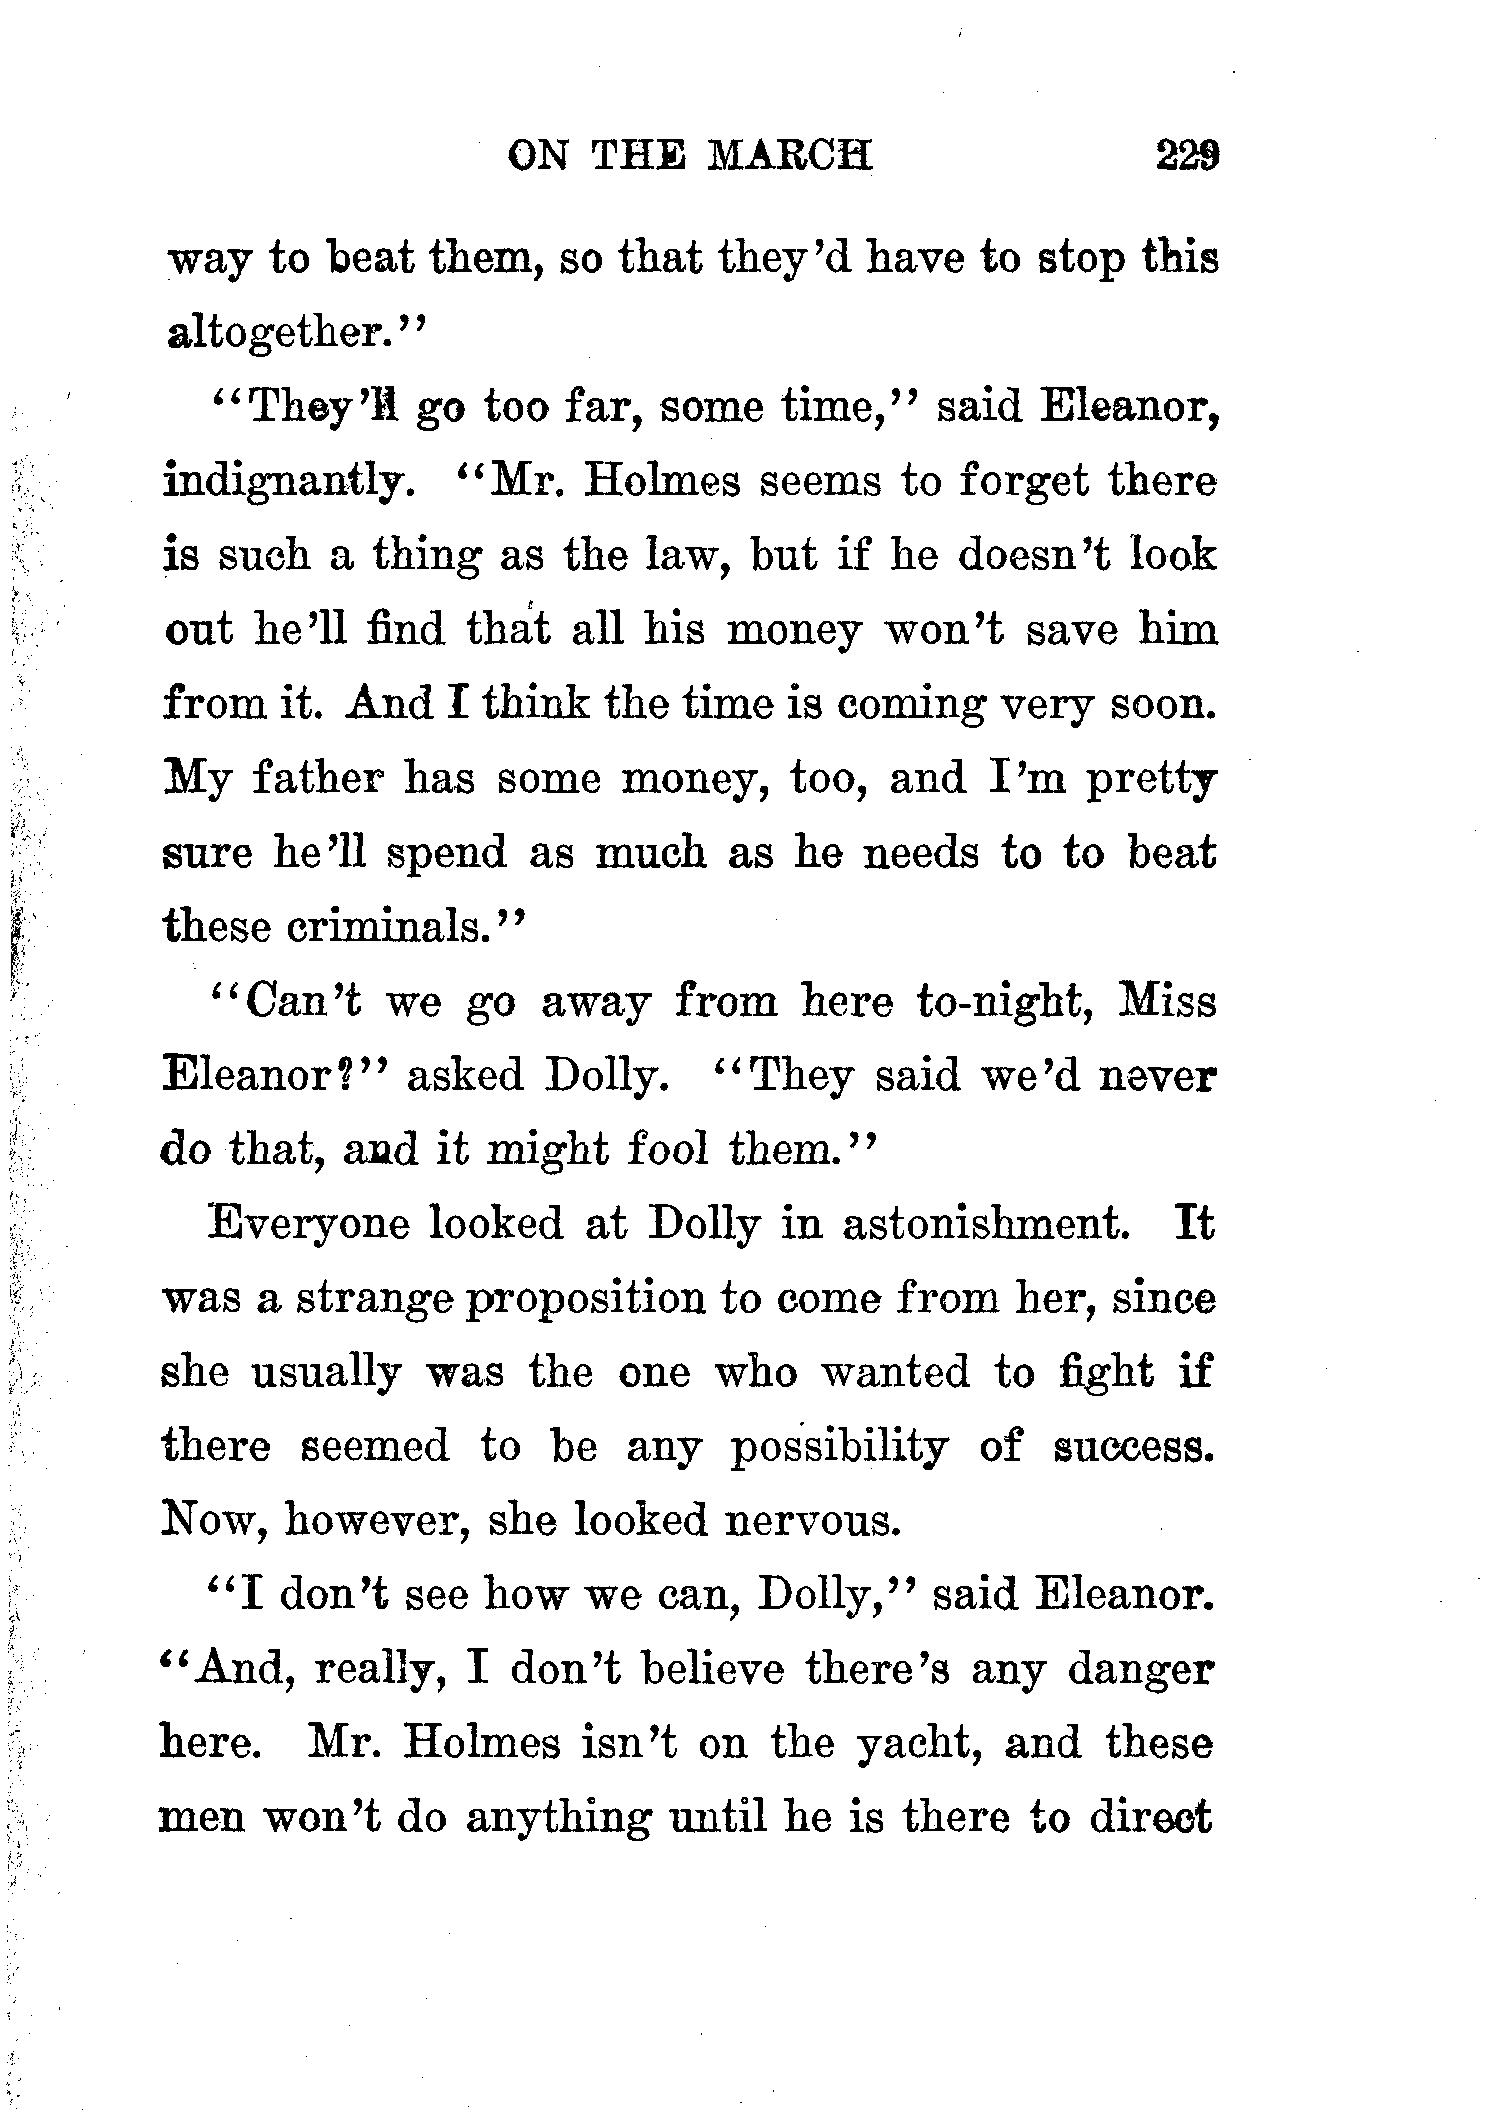 ON THE MARCH 229
way to beat them, so that they'd have to stop this
altogether."
"They'll go too far, some time," said Eleanor,
indignantly. "Mr. Holmes seems to forget there
is such a thing as the law, but if he doesn't look
out he'll find that all his money won't save him
from it. And I think the time is coming very soon.
My father has some money, too, and I'm pretty
sure he'll spend as much as he needs to to beat
these criminals."
"Can't we go away from here to-night, Miss
Eleanor?" asked Dolly. "They said we'd never
do that, and it might fool them."
Everyone looked at Dolly in astonishment. It
was a strange proposition to come from her, since
she usually was the one who wanted to fight if
there seemed to be any possibility of success.
Now, however, she looked nervous.
"I don't see how we can, Dolly," said Eleanor.
"And, really, I don't believe there's any danger
here. Mr. Holmes isn't on the yacht, and these
men won't do anything until he is there to direct